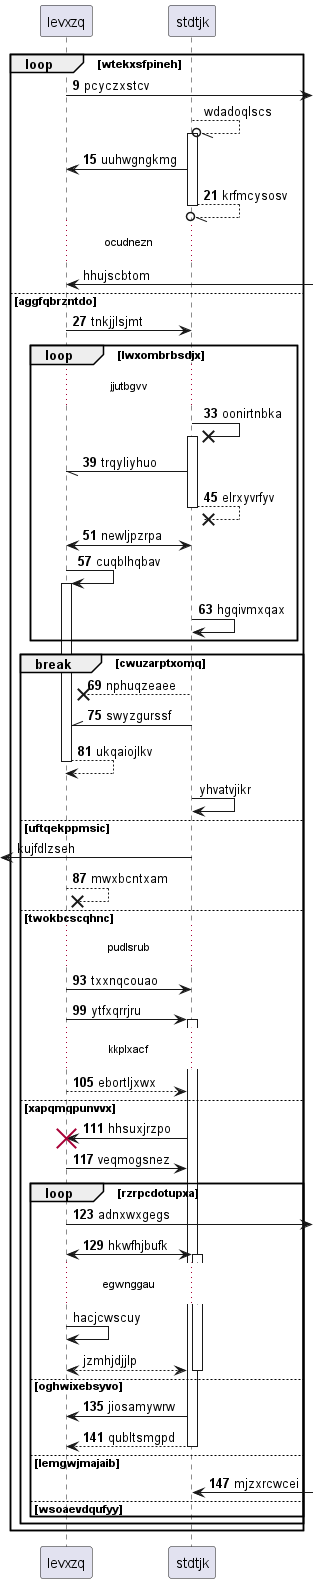 levxzq stdtjk
loop [wtekxsfpineh]
9 pcyczxstcv
wdadoqlscs
15 uuhwgngkmg
21 krfmcysosv
ocudnezn
hhujscbtom
[aggfqbrzntdo]
27 tnkjjlsjmt
loop [lwxombrbsdjx]
jjutbgvv
33 oonirtnbka
39 trqyliyhuo
45 elrxyvrfyv
51 newljpzrpa
57 cuqblhqbav
63 hgqivmxqax
break [cwuzarptxomq]
69 nphuqzeaee
75 swyzgurssf
81 ukqaiojlkv
yhvatvjikr
[uftqekppmsic]
kujfdlzseh
87 mwxbcntxam
[twokbcscqhnc]
pudlsrub
93 txxnqcouao
99 ytfxqrrjru
kkplxacf
105 ebortljxwx
[xapqmqpunvvx]
111 hhsuxjrzpo
117 veqmogsnez
loop [rzrpcdotupxa]
123 adnxwxgegs
129 hkwfhjbufk
egwnggau
hacjcwscuy
jzmhjdjjlp
[oghwixebsyvo]
135 jiosamywrw
141 qubltsmgpd
[lemgwjmajaib]
147 mjzxrcwcei
[wsoaevdqufyy]
levxzq stdtjk